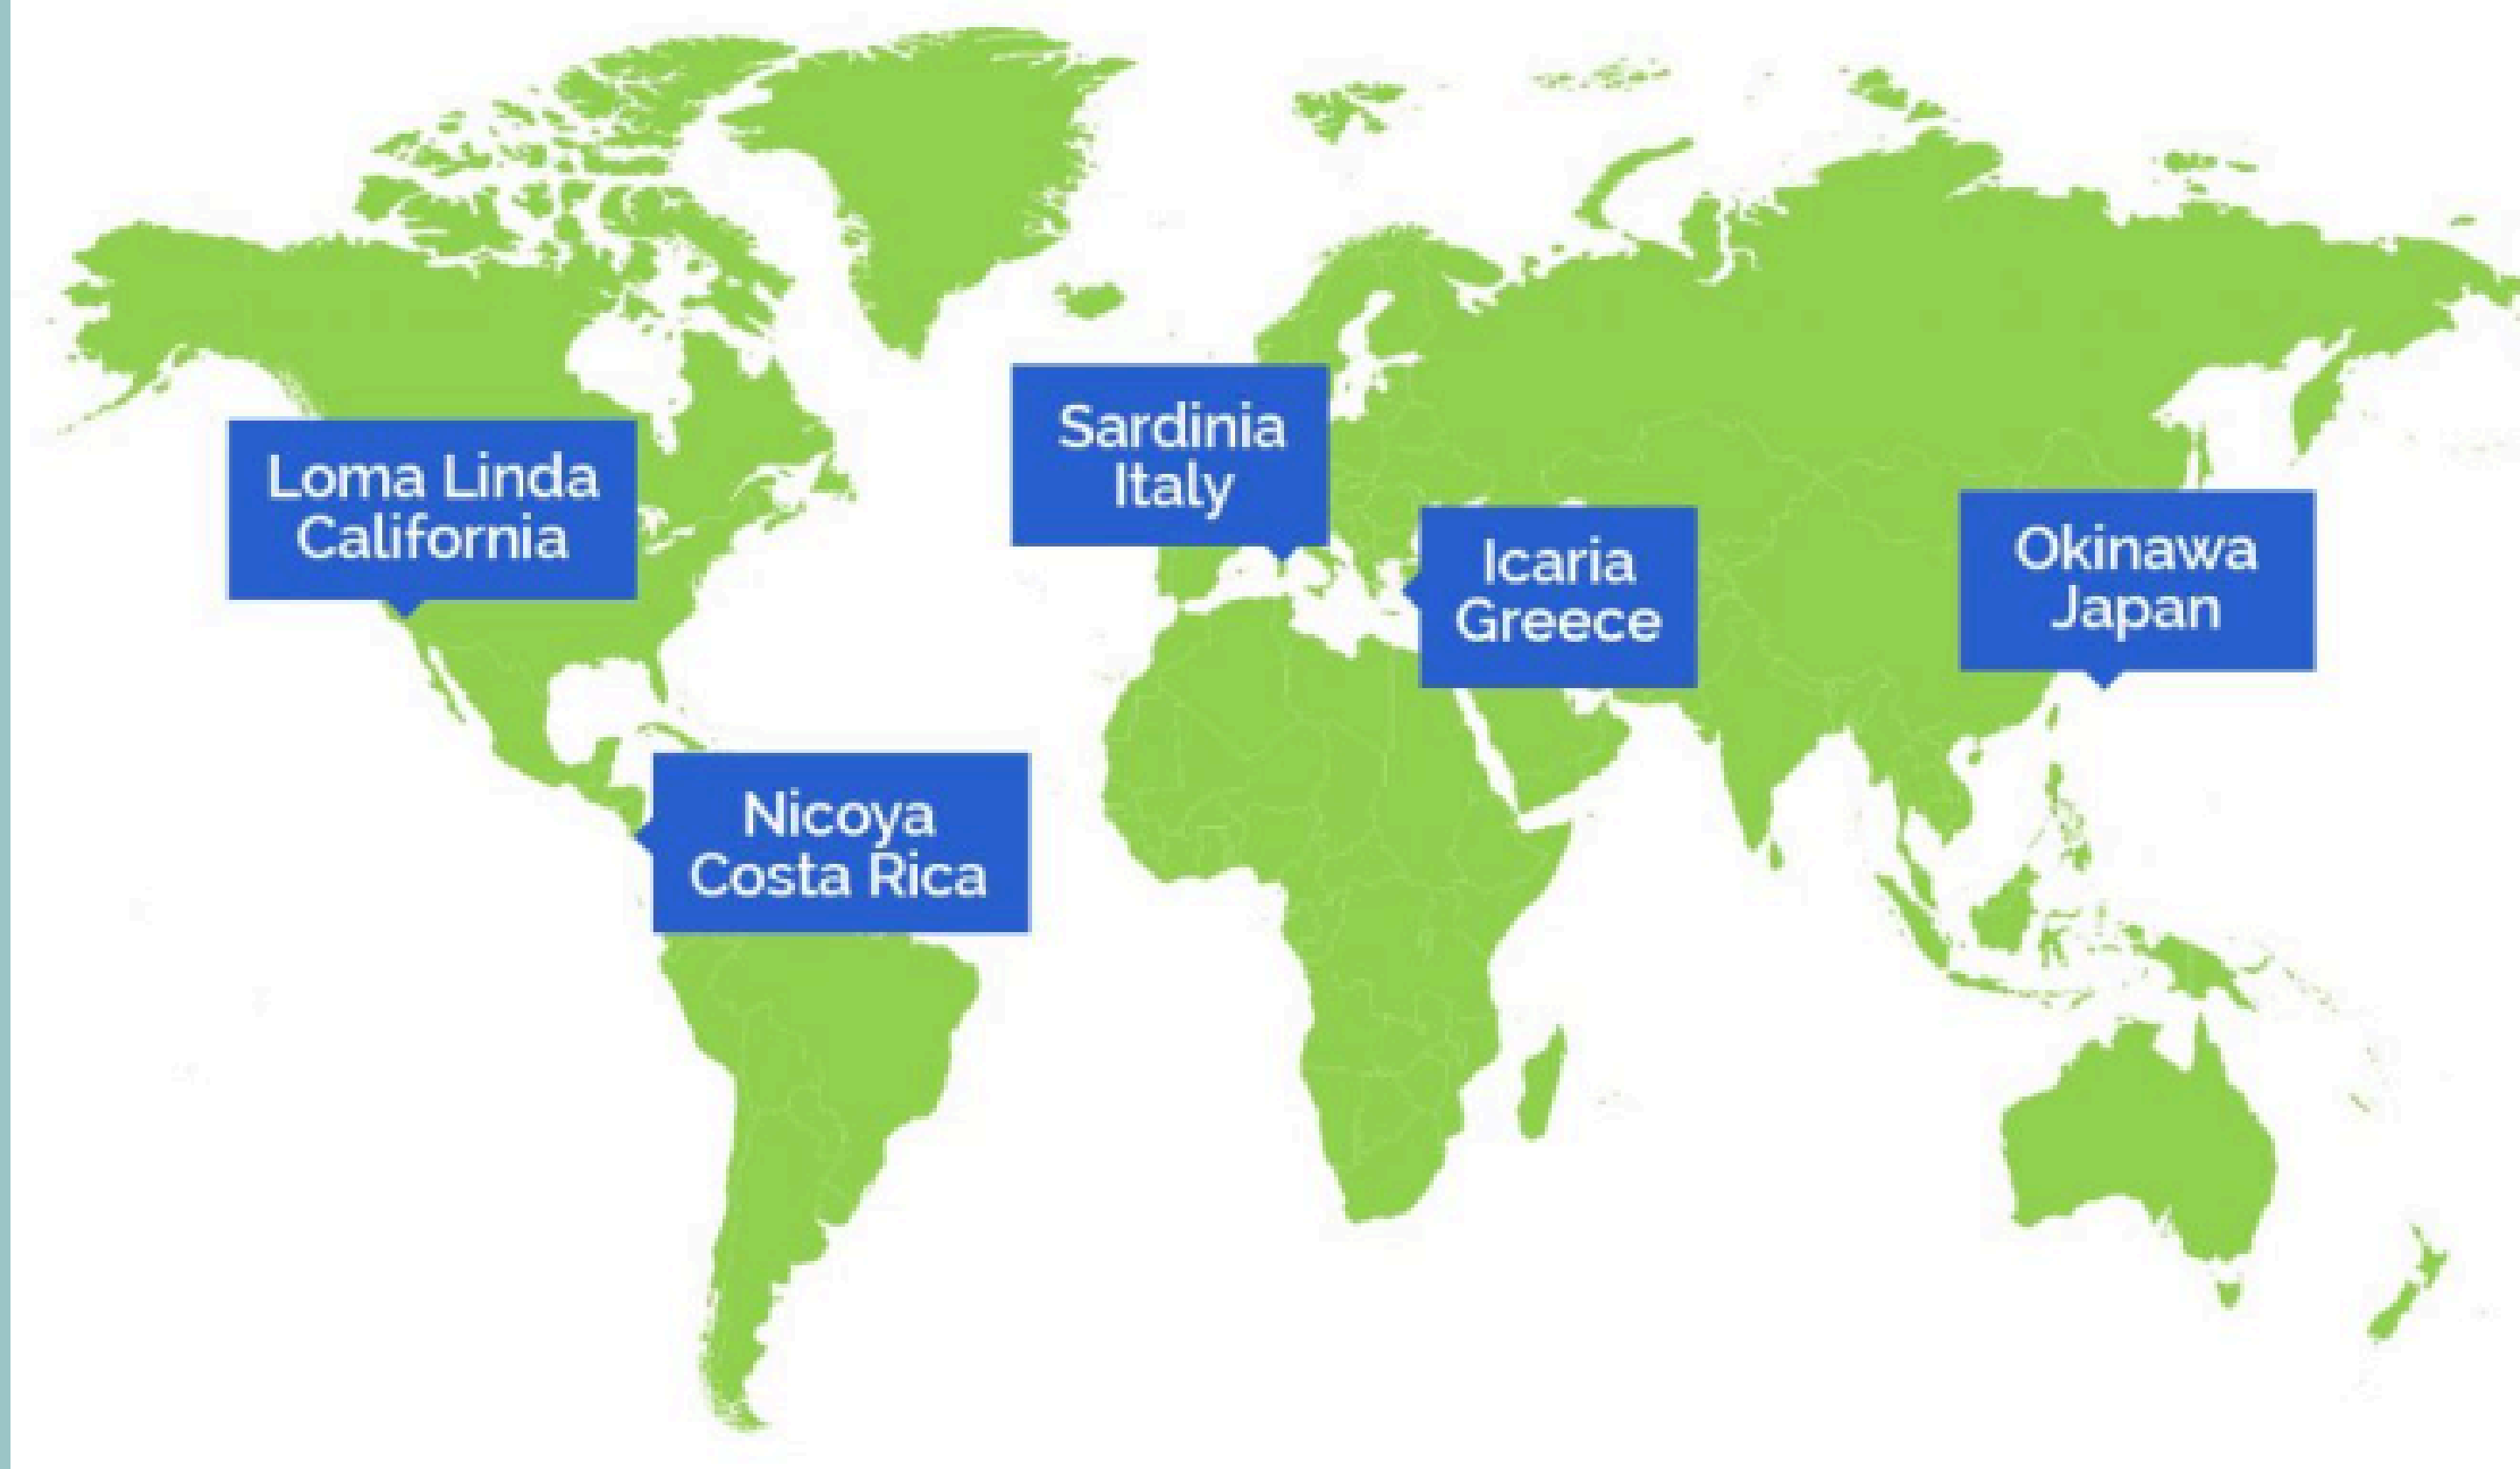 Sardinia
Italy
Loma Linda
California
Icaria
Greece
Okinawa
Japan
Nicoya
Costa Rica